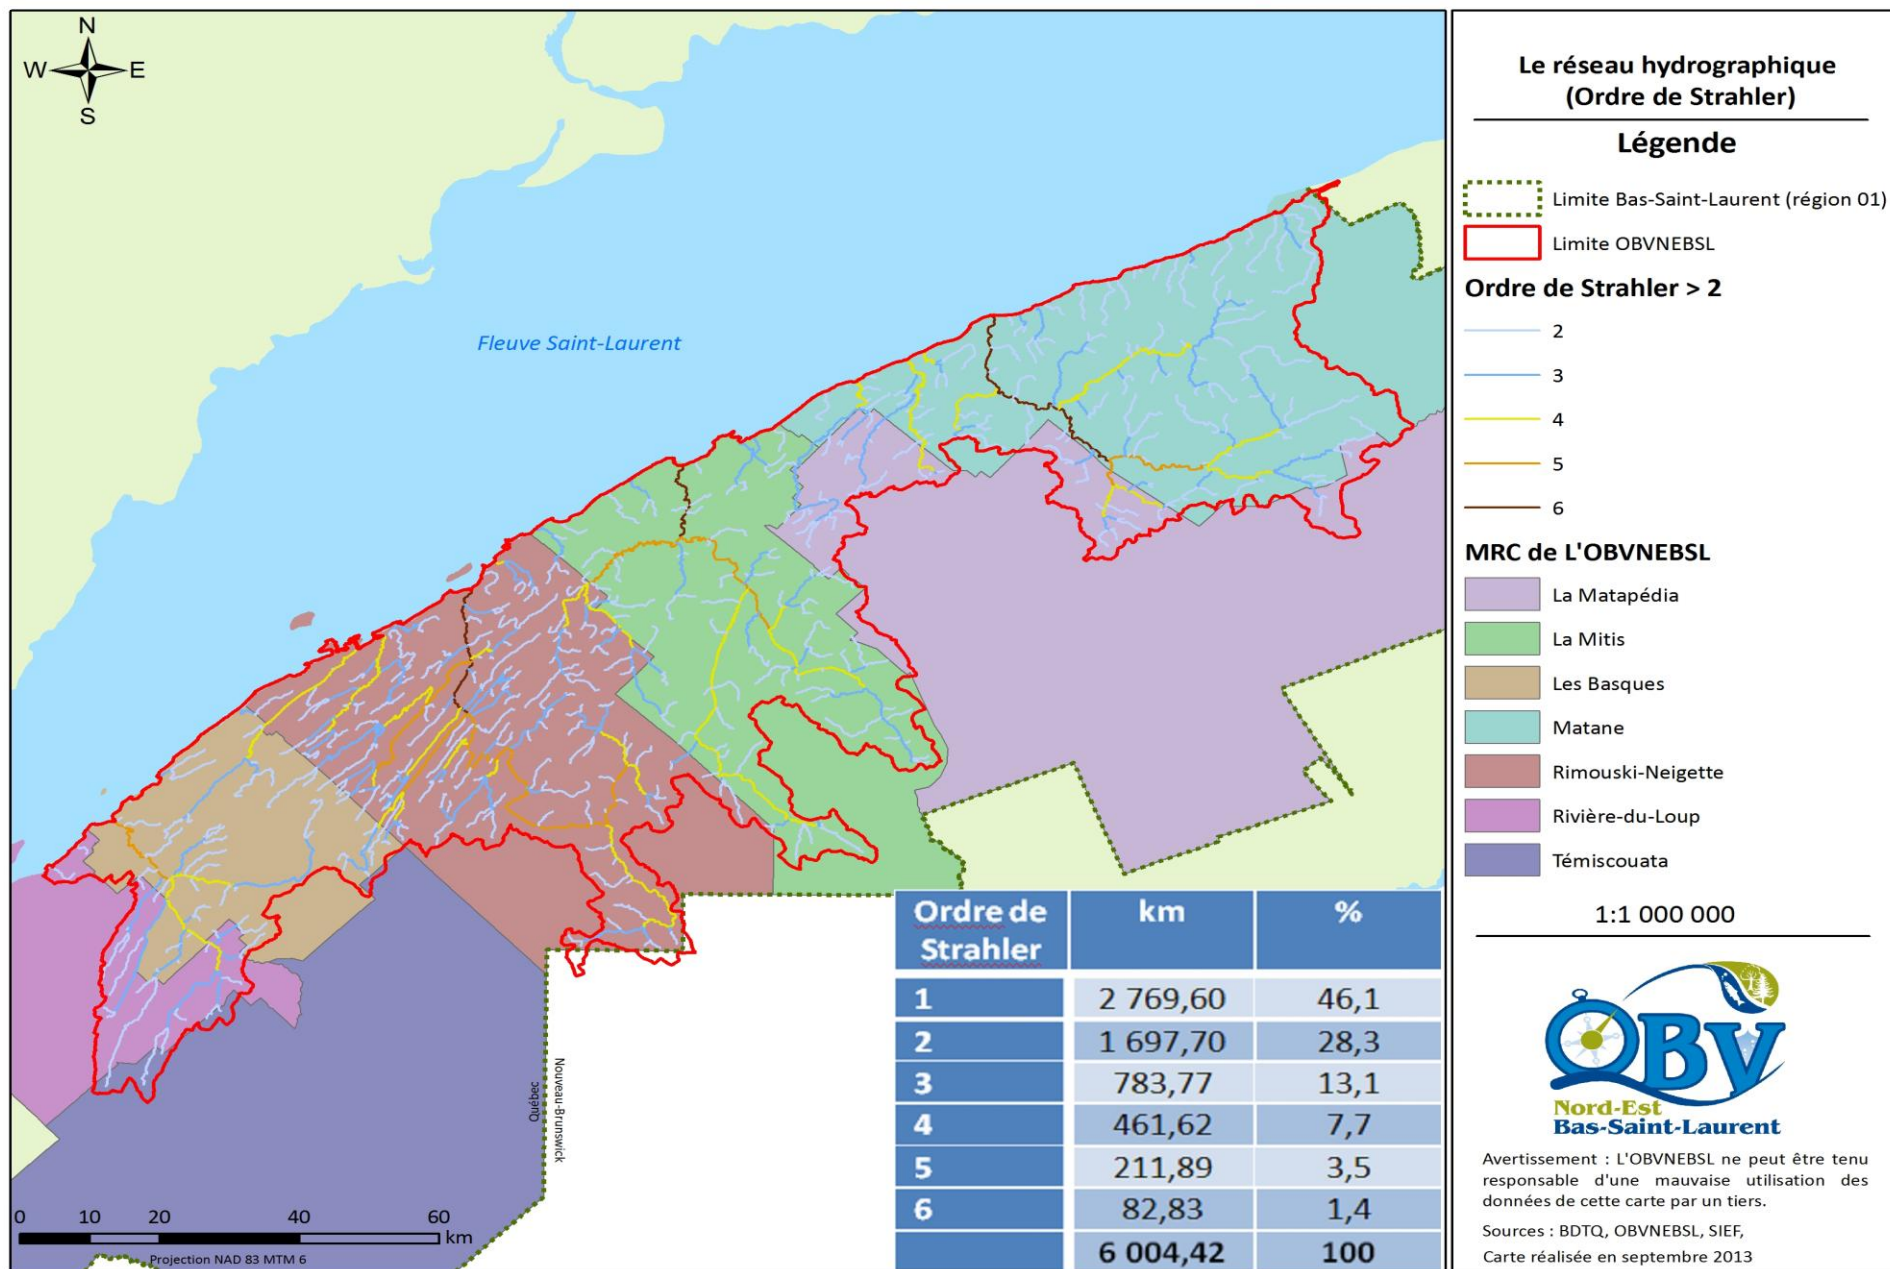 N
W E
S
Fleuve Saint-Laurent
Québec
Nouveau-Brunswick
0 10 20 40 60
km
Projection NAD 83 MTM 6
Ordre de Strahler km %
1 2 769,60 46,1
2 1 697,70 28,3
3 783,77 13,1
4 461,62 7,7
5 211,89 3,5
6 82,83 1,4
6 004,42 100
Le réseau hydrographique
(Ordre de Strahler)
Légende
Limite Bas-Saint-Laurent (région 01)
Limite OBVNEBSL
Ordre de Strahler > 2
2
3
4
5
6
MRC de L'OBVNEBSL
La Matapédia
La Mitis
Les Basques
Matane
Rimouski-Neigette
Rivière-du-Loup
Témiscouata
1:1 000 000
OBV
Nord-Est
Bas-Saint-Laurent
Avertissement : L'OBVNEBSL ne peut être tenu
responsable d'une mauvaise utilisation des
données de cette carte par un tiers.
Sources : BDTQ, OBVNEBSL, SIEF,
Carte réalisée en septembre 2013